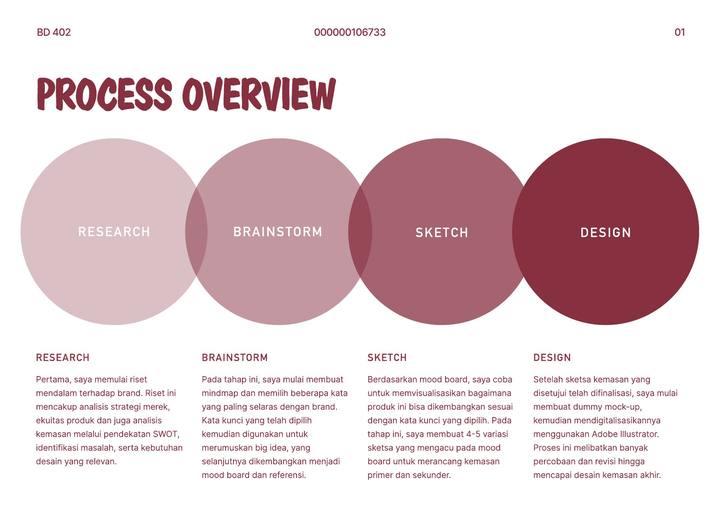 BD 402
000000106733
01
PROCESS OVERVIEW
RESEARCH
BRAINSTORM
SKETCH
DESIGN
RESEARCH
Pertama, saya memulai riset
mendalam terhadap brand. Riset ini
mencakup analisis strategi merek,
ekuitas produk dan juga analisis
kemasan melalui pendekatan SWOT,
identifikasi masalah, serta kebutuhan
desain yang relevan.
BRAINSTORM
Pada tahap ini, saya mulai membuat
mindmap dan memilih beberapa kata
yang paling selaras dengan brand.
Kata kunci yang telah dipilih
kemudian digunakan untuk
merumuskan big idea, yang
selanjutnya dikembangkan menjadi
mood board dan referensi.
SKETCH
Berdasarkan mood board, saya coba
untuk memvisualisasikan bagaimana
produk ini bisa dikembangkan sesuai
dengan kata kunci yang dipilih. Pada
tahap ini, saya membuat 4-5 variasi
sketsa yang mengacu pada mood
board untuk merancang kemasan
primer dan sekunder.
DESIGN
Setelah sketsa kemasan yang
disetujui telah difinalisasi, saya mulai
membuat dummy mock-up,
kemudian mendigitalisasikannya
menggunakan Adobe Illustrator.
Proses ini melibatkan banyak
percobaan dan revisi hingga
mencapai desain kemasan akhir.